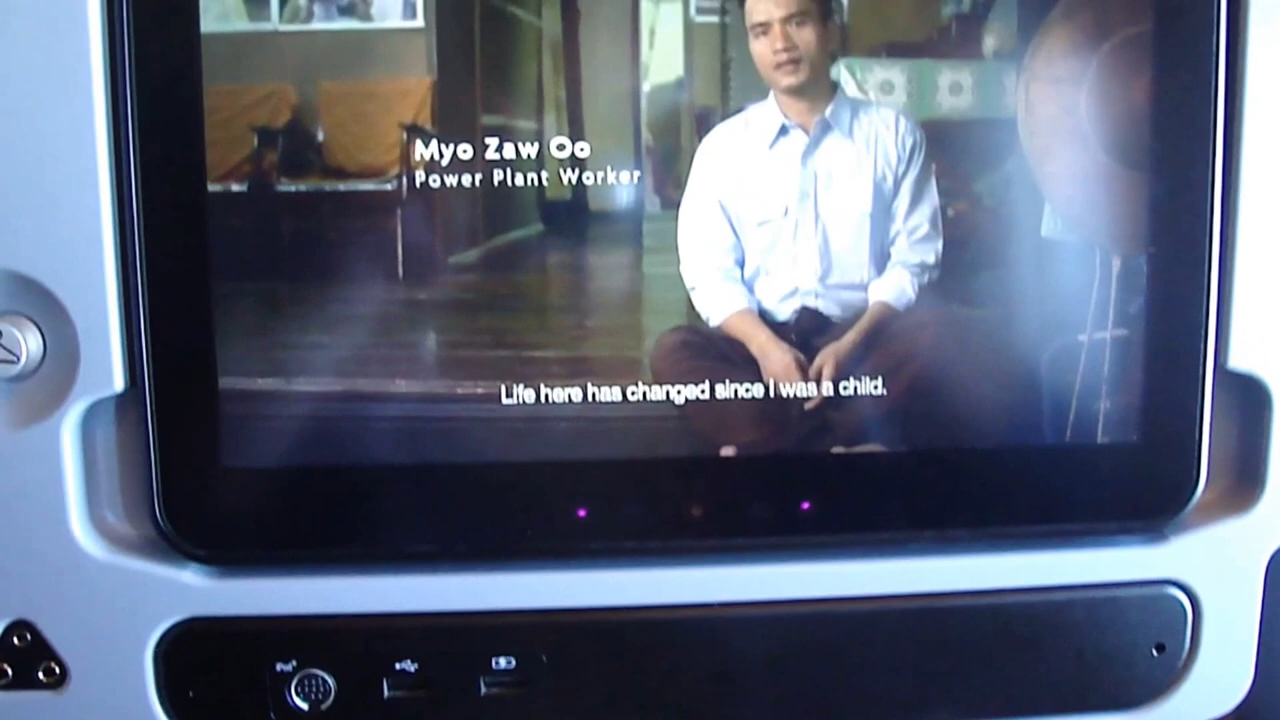 Myo Zaw Oo
Power Plant Worker
Life here has changed since I was a child.